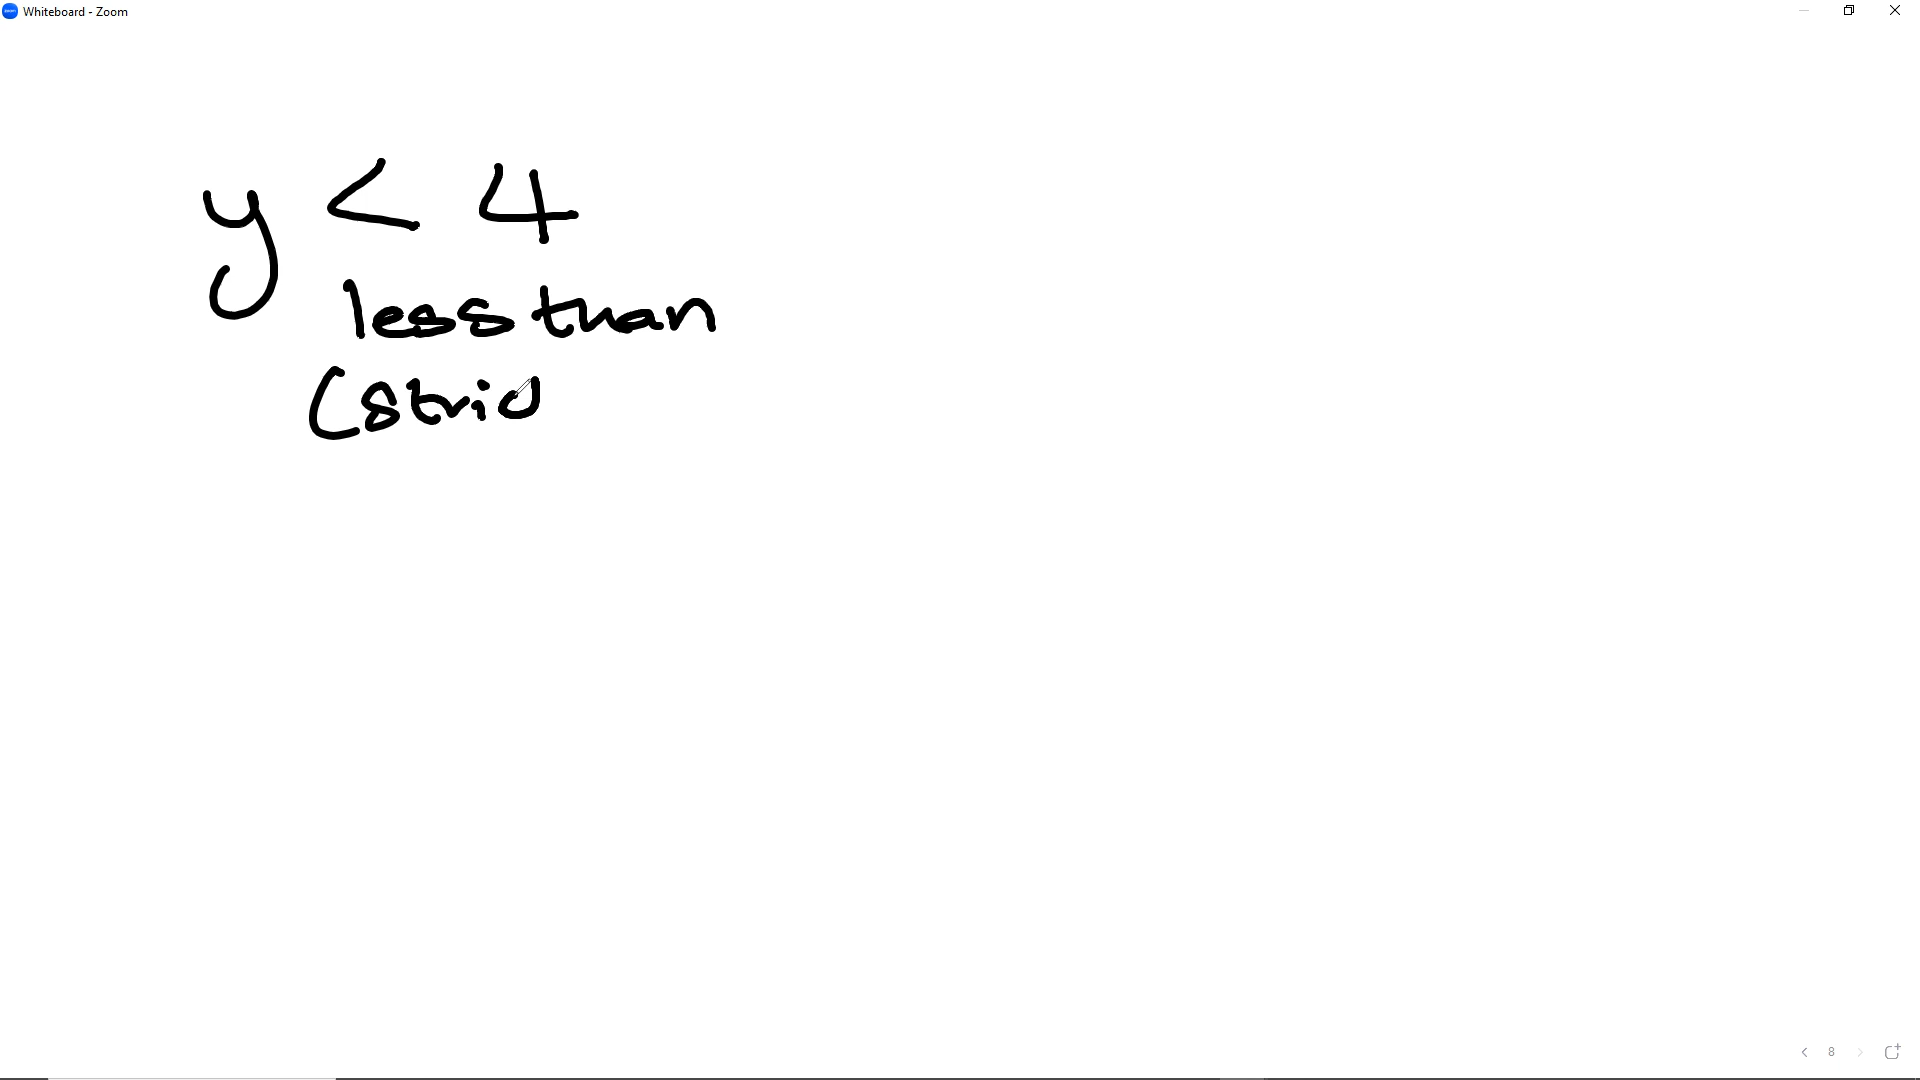 Whiteboard - Zoom
y < 4
less than
(stric
8